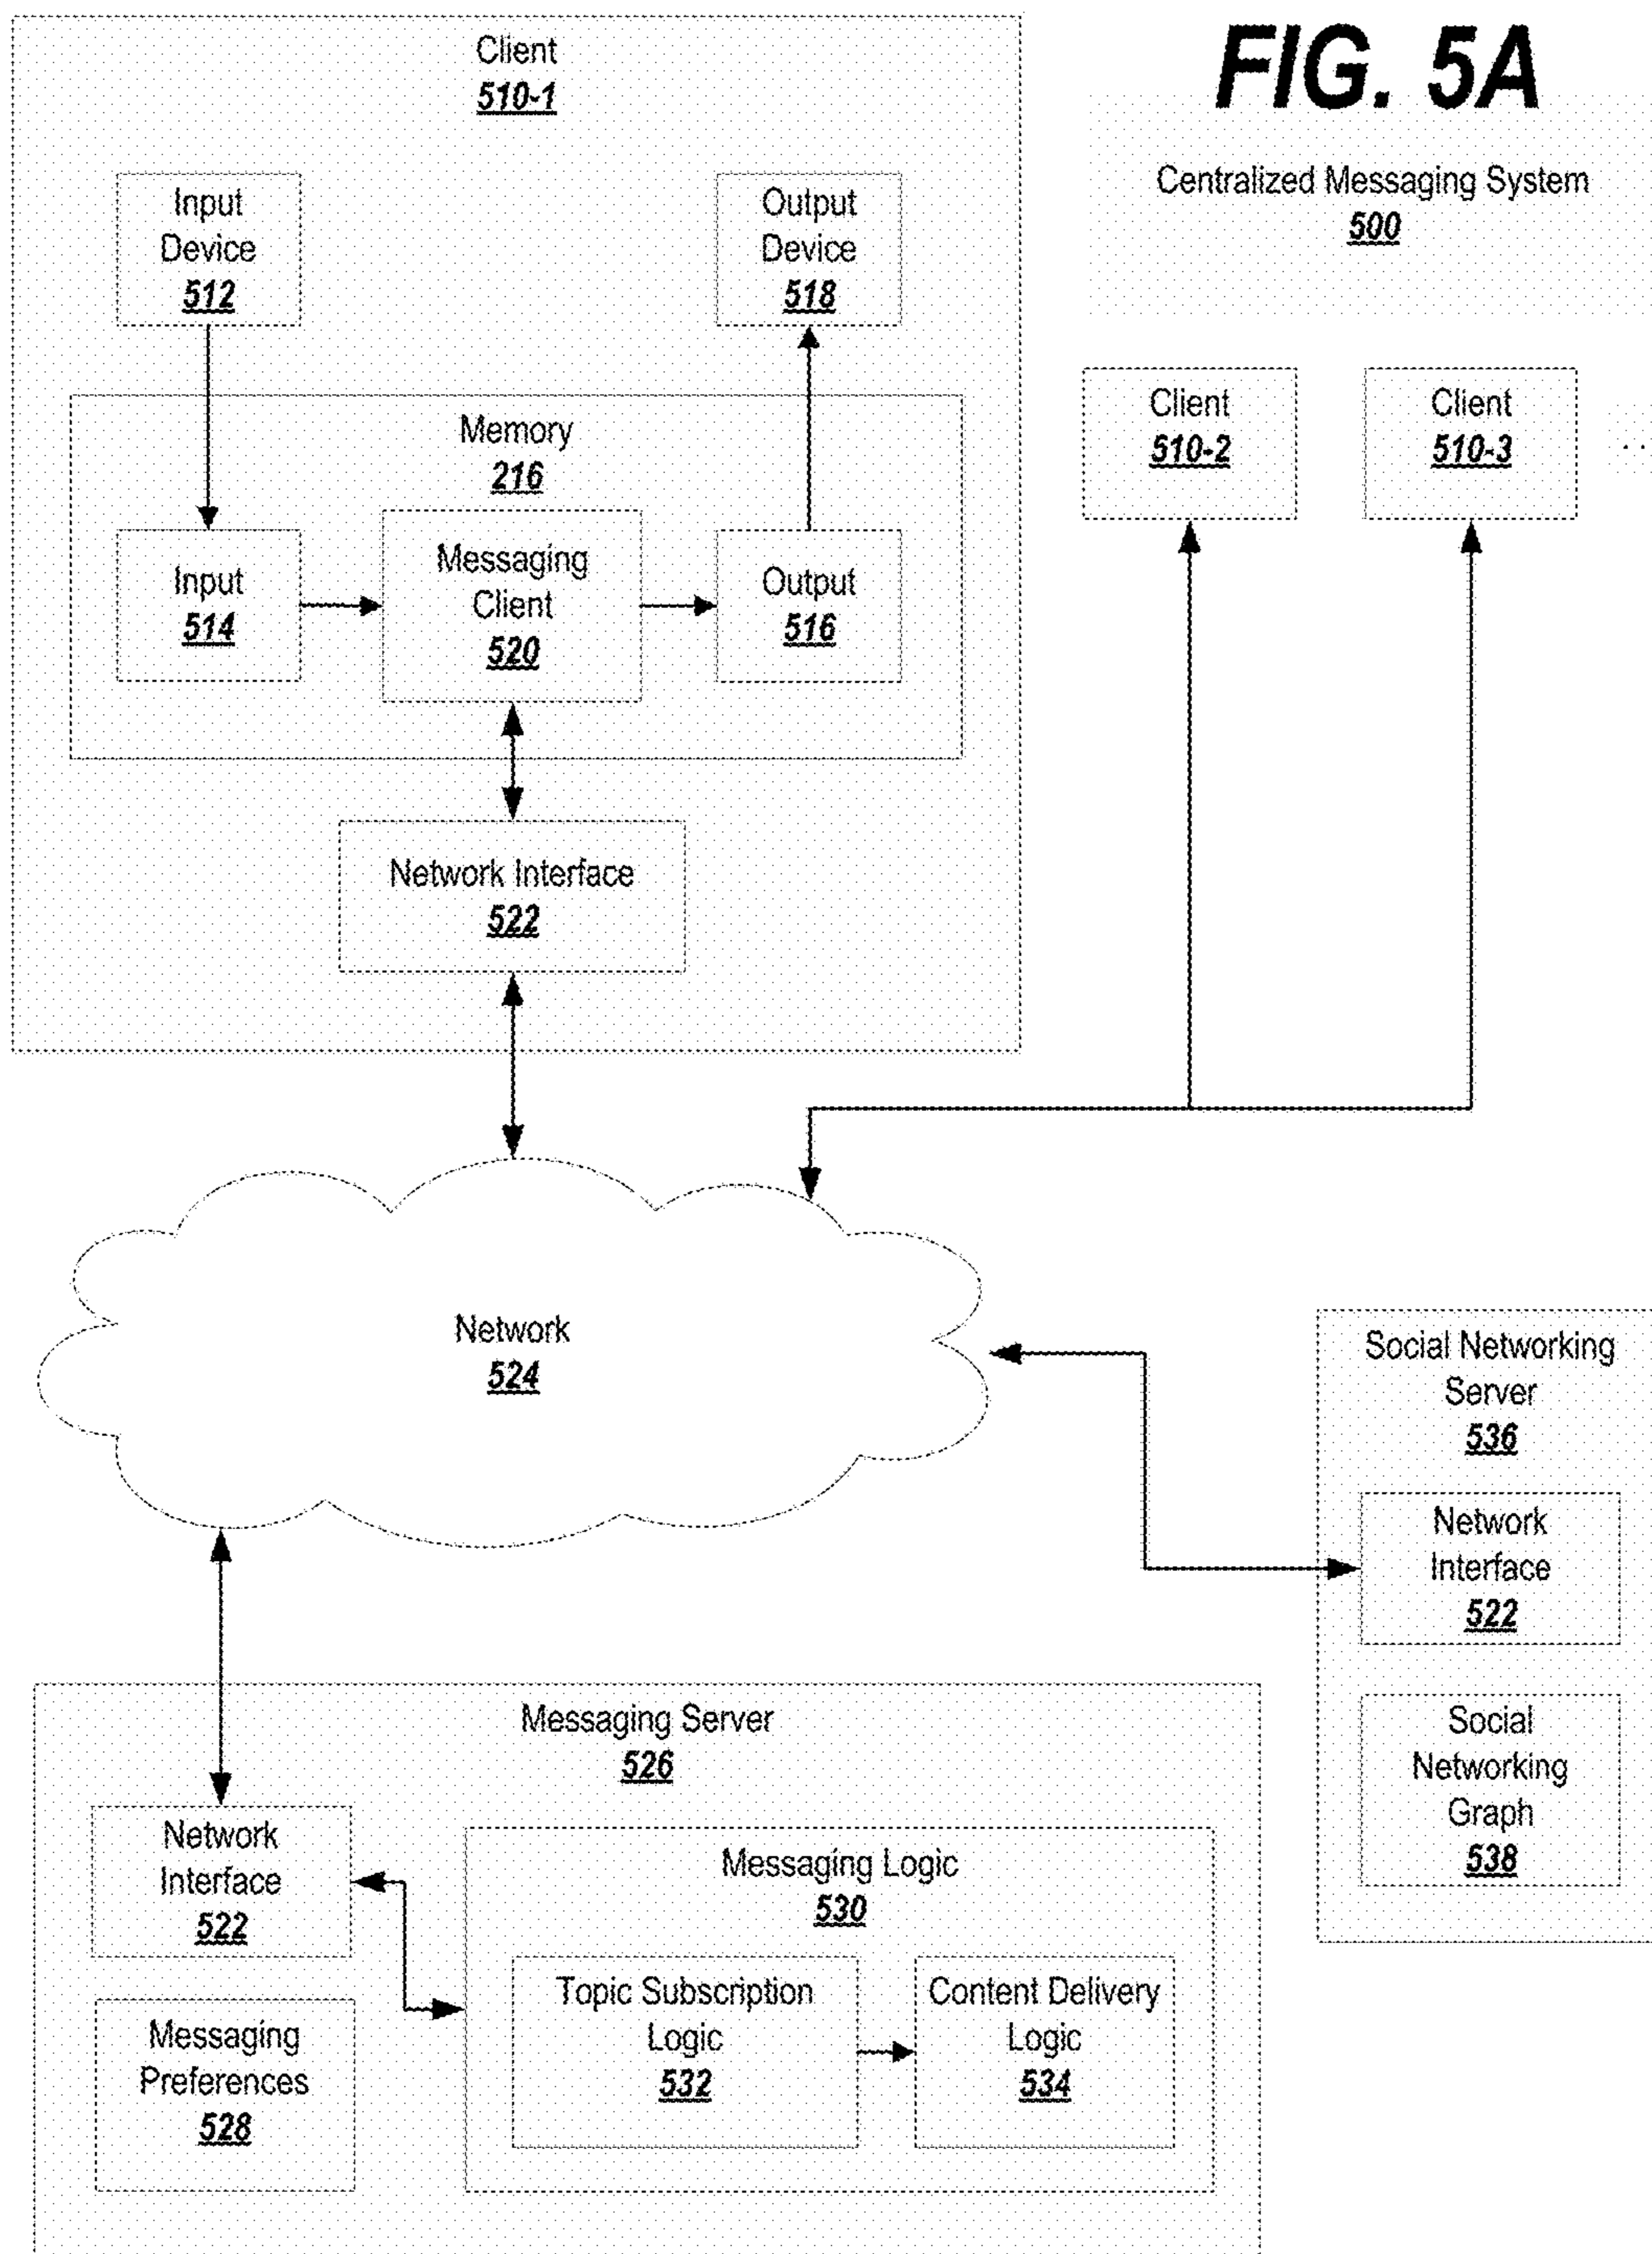 FIG. 5A
Centralized Messaging System
500
Client
510-1
Input
Device
512
Output
Device
518
Memory
216
Input
514
Messaging
Client
520
Output
516
Network Interface
522
Client
510-2
Client
510-3
. .
Network
524
Social Networking
Server
536
Network
Interface
522
Social
Networking
Graph
538
Messaging Server
526
Network
Interface
522
Messaging
Preferences
528
Messaging Logic
530
Topic Subscription
Logic
532
Content Delivery
Logic
534